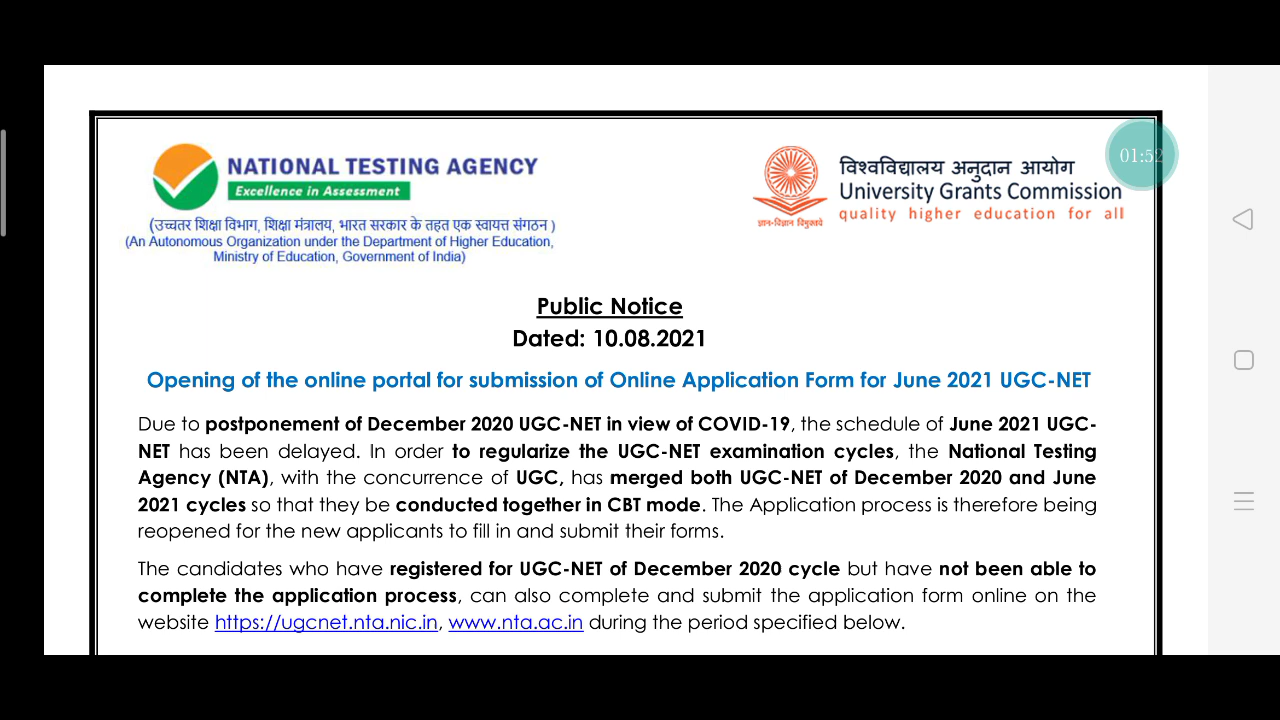 NATIONAL TESTING AGENCY
Excellence in Assessment
(उच्चतर शिक्षा विभाग, शिक्षा मंत्रालय, भारत सरकार के तहत एक स्वायत्त संगठन )
(An Autonomous Organization under the Department of Higher Education,
Ministry of Education, Government of India)
विश्वविद्यालय अनुदान आयोग
University Grants Commission
quality higher education for all
ज्ञान-विज्ञान विमुक्तये
01:52
Public Notice
Dated: 10.08.2021
Opening of the online portal for submission of Online Application Form for June 2021 UGC-NET
Due to postponement of December 2020 UGC-NET in view of COVID-19, the schedule of June 2021 UGC-
NET has been delayed. In order to regularize the UGC-NET examination cycles, the National Testing
Agency (NTA), with the concurrence of UGC, has merged both UGC-NET of December 2020 and June
2021 cycles so that they be conducted together in CBT mode. The Application process is therefore being
reopened for the new applicants to fill in and submit their forms.
The candidates who have registered for UGC-NET of December 2020 cycle but have not been able to
complete the application process, can also complete and submit the application form online on the
website https://ugcnet.nta.nic.in, www.nta.ac.in during the period specified below.